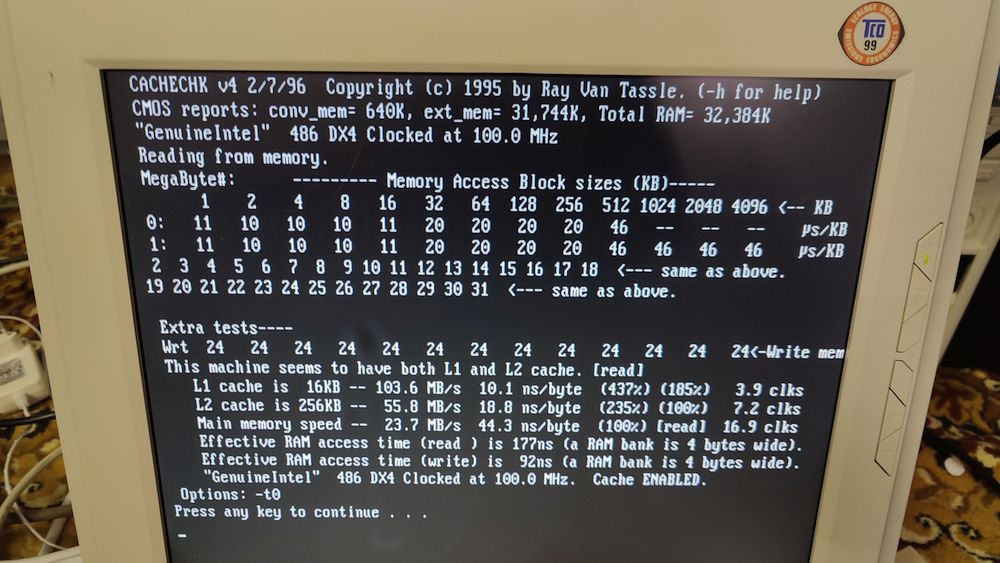 TCO
99
ECOLOGY ENERGY
EMISSIONS ERGONOMICS
CACHECHK v4 2/7/96  Copyright (c) 1995 by Ray Van Tassle. (-h for help)
CMOS reports: conv_mem= 640K, ext_mem= 31,744K, Total RAM= 32,384K
"GenuineIntel"  486 DX4 Clocked at 100.0 MHz
Reading from memory.
MegaByte#:       --------- Memory Access Block sizes (KB)-----
1 2 4 8 16 32 64 128 256 512 1024 2048 4096 <-- KB
0: 11 10 10 10 11 20 20 20 20 46 -- -- -- µs/KB
1: 11 10 10 10 11 20 20 20 20 46 46 46 46 µs/KB
2 3 4 5 6 7 8 9 10 11 12 13 14 15 16 17 18 <--- same as above.
19 20 21 22 23 24 25 26 27 28 29 30 31 <--- same as above.
Extra tests----
Wrt 24 24 24 24 24 24 24 24 24 24 24 24 24<-Write mem
This machine seems to have both L1 and L2 cache. [read]
L1 cache is  16KB -- 103.6 MB/s  10.1 ns/byte  (437%) (185%)   3.9 clks
L2 cache is 256KB --  55.8 MB/s  18.8 ns/byte  (235%) (100%)   7.2 clks
Main memory speed --  23.7 MB/s  44.3 ns/byte  (100%) [read]  16.9 clks
Effective RAM access time (read ) is 177ns (a RAM bank is 4 bytes wide).
Effective RAM access time (write) is  92ns (a RAM bank is 4 bytes wide).
"GenuineIntel"  486 DX4 Clocked at 100.0 MHz.  Cache ENABLED.
Options: -t0
Press any key to continue . . .